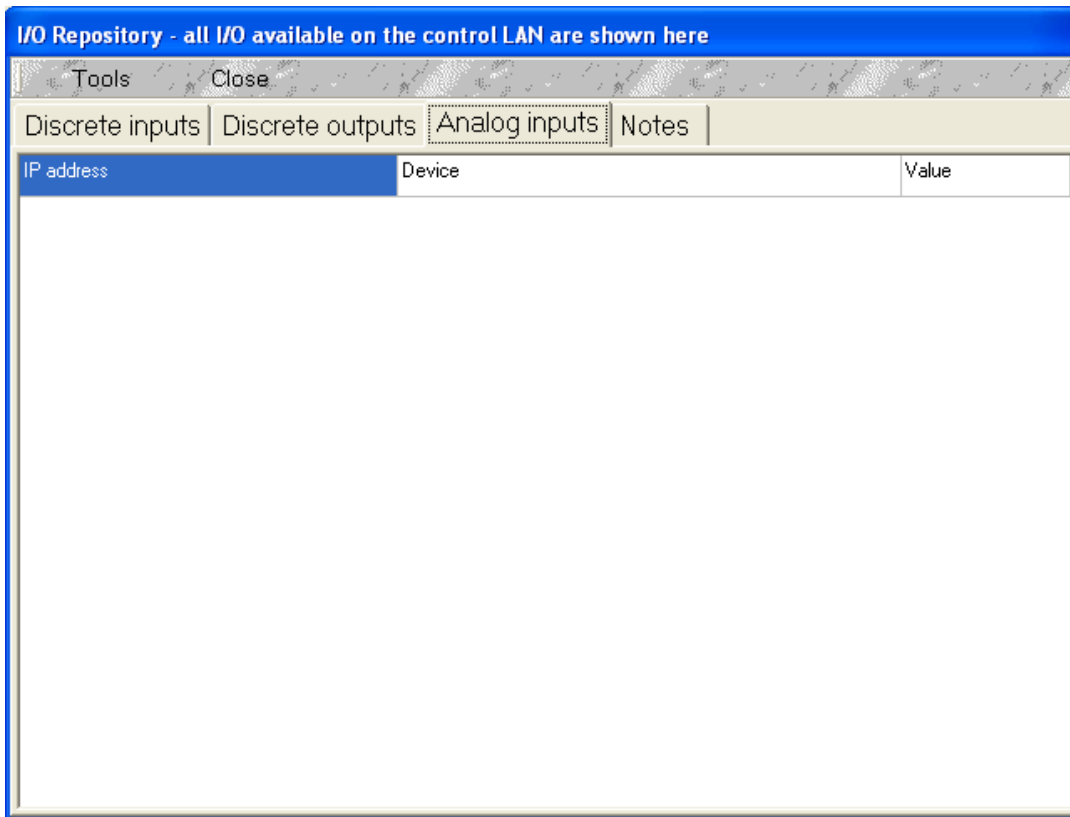 I/O Repository - all I/O available on the control LAN are shown here
Tools Close
Discrete inputs Discrete outputs Analog inputs Notes
IP address Device Value